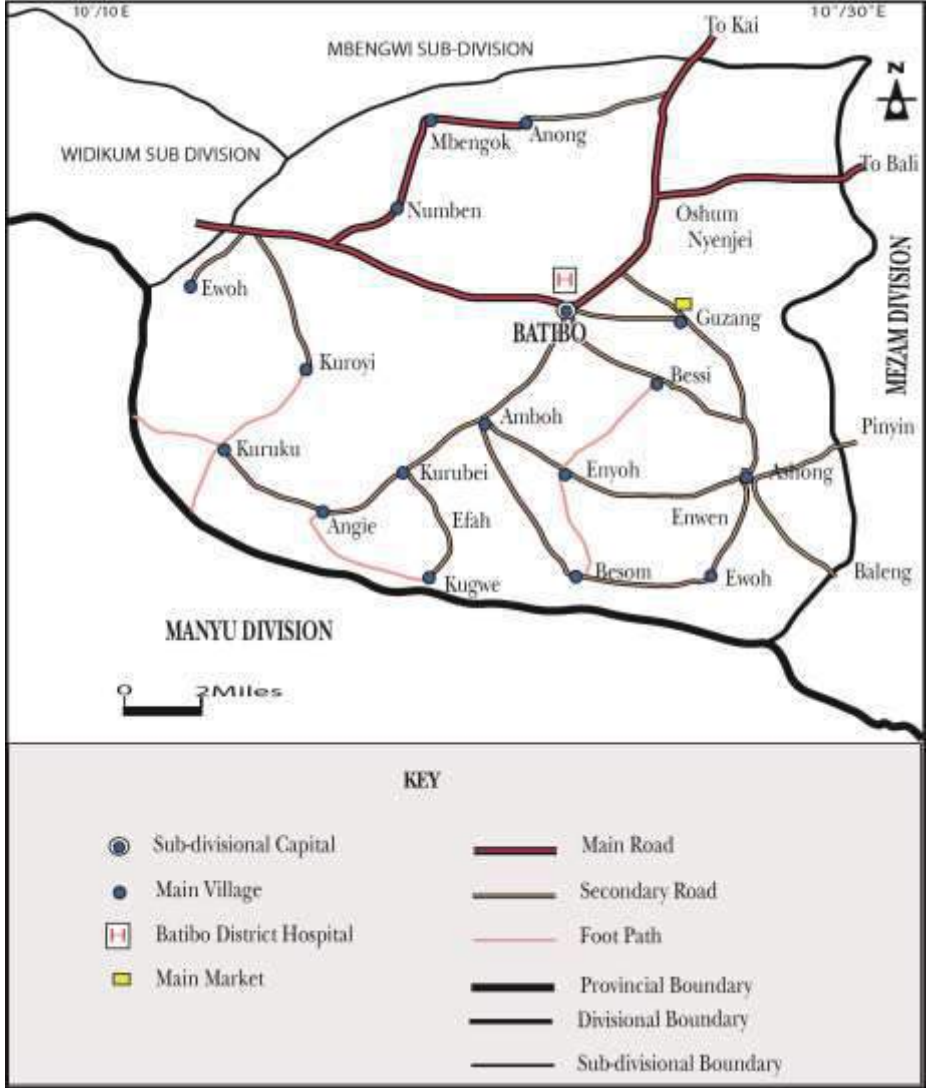 10°/10 E
10°/30°E
To Kai
MBENGWI SUB-DIVISION
N
Mbengok
Anong
WIDIKUM SUB DIVISION
To Bali
Numben
Oshum
Nyenjei
Ewoh
H
Guzang
BATIBO
MEZAM DIVISION
Kuroyi
Bessi
Amboh
Pinyin
Kuruku
Kurubei
Enyoh
Ashong
Angie
Efah
Enwen
Kugwe
Besom
Ewoh
Baleng
MANYU DIVISION
0 2Miles
KEY
Sub-divisional Capital
Main Road
Main Village
Secondary Road
H
Batibo District Hospital
Foot Path
Main Market
Provincial Boundary
Divisional Boundary
Sub-divisional Boundary